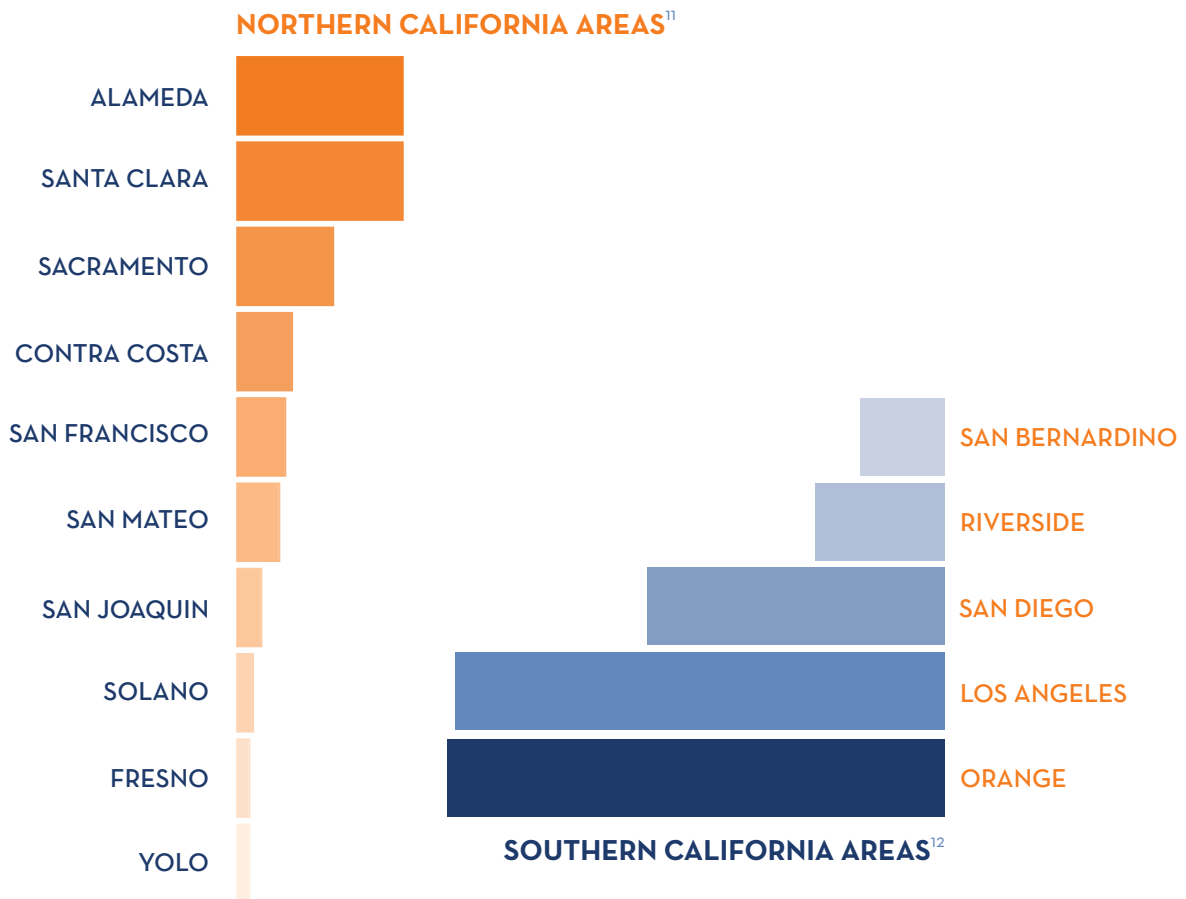 NORTHERN CALIFORNIA AREAS11
ALAMEDA
SANTA CLARA
SACRAMENTO
CONTRA COSTA
SAN FRANCISCO
SAN MATEO
SAN JOAQUIN
SOLANO
FRESNO
YOLO
SAN BERNARDINO
RIVERSIDE
SAN DIEGO
LOS ANGELES
ORANGE
SOUTHERN CALIFORNIA AREAS12